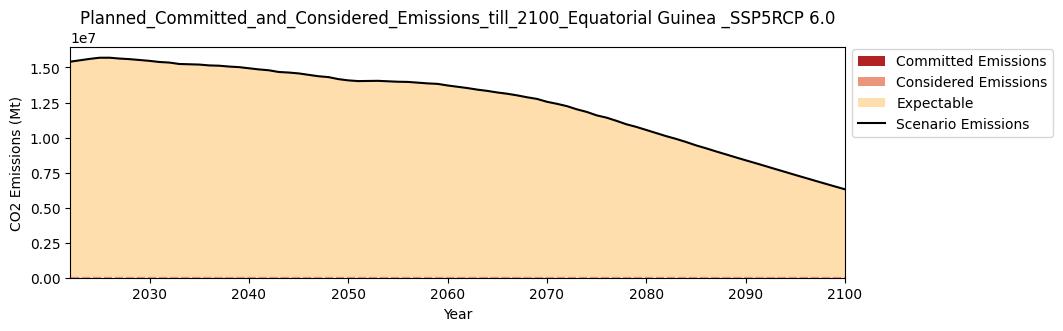 Planned_Committed_and_Considered_Emissions_till_2100_Equatorial Guinea _SSP5RCP 6.0
1e7
1.50
1.25
1.00
0.75
0.50
0.25
0.00
CO2 Emissions (Mt)
2030 2040 2050 2060 2070 2080 2090 2100
Year
Committed Emissions
Considered Emissions
Expectable
Scenario Emissions